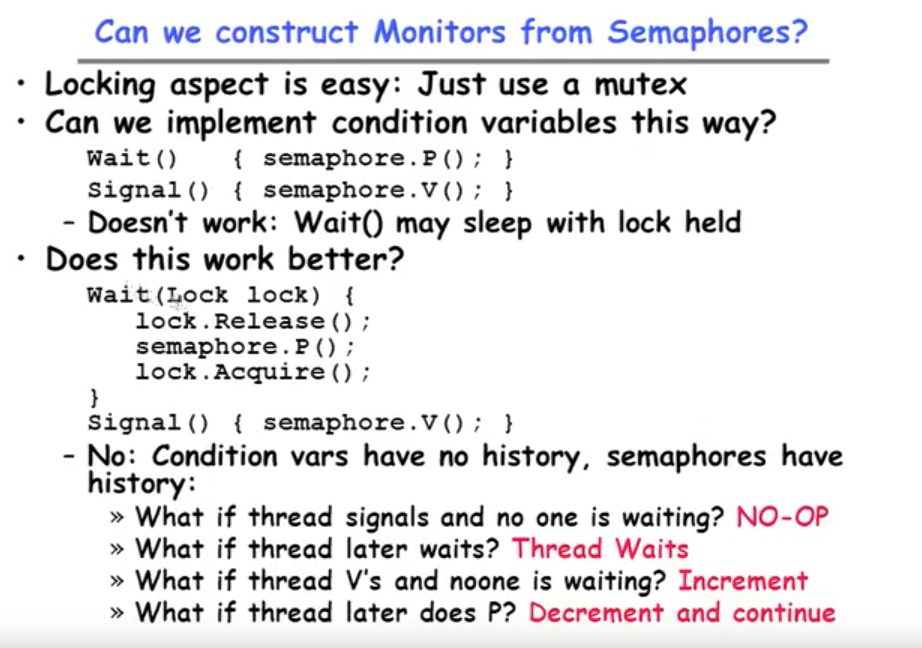 Can we construct Monitors from Semaphores?
• Locking aspect is easy: Just use a mutex
• Can we implement condition variables this way?
Wait() { semaphore.P(); }
Signal() { semaphore.V(); }
– Doesn't work: Wait() may sleep with lock held
• Does this work better?
Wait(Lock lock) {
lock.Release();
semaphore.P();
lock.Acquire();
}
Signal() { semaphore.V(); }
– No: Condition vars have no history, semaphores have
history:
» What if thread signals and no one is waiting? NO-OP
» What if thread later waits? Thread Waits
» What if thread V's and noone is waiting? Increment
» What if thread later does P? Decrement and continue